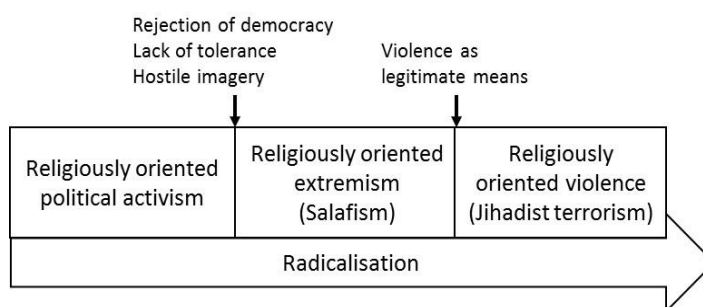 Rejection of democracy
Lack of tolerance
Hostile imagery
Violence as
legitimate means
Religiously oriented
political activism
Religiously oriented
extremism
(Salafism)
Religiously
oriented violence
(Jihadist terrorism)
Radicalisation